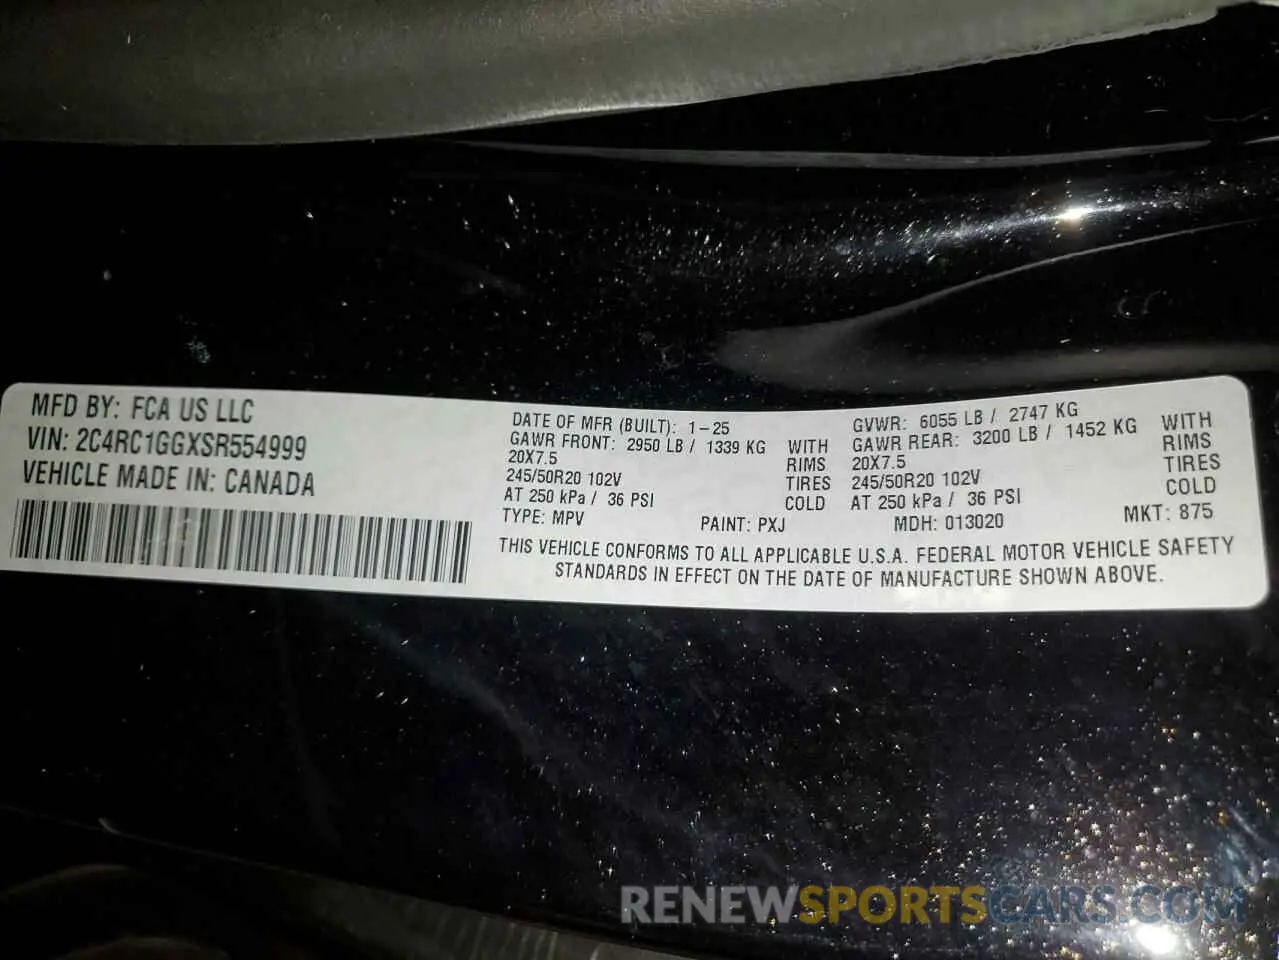 MFD BY: FCA US LLC
VIN: 2C4RC1GGXSR554999
VEHICLE MADE IN: CANADA
DATE OF MFR (BUILT): 1-25
GAWR FRONT: 2950 LB / 1339 KG WITH
20X7.5 RIMS
245/50R20 102V TIRES
AT 250 kPa / 36 PSI COLD
GVWR: 6055 LB / 2747 KG
GAWR REAR: 3200 LB / 1452 KG WITH
20X7.5 RIMS
245/50R20 102V TIRES
AT 250 kPa / 36 PSI COLD
TYPE: MPV PAINT: PXJ MDH: 013020 MKT: 875
THIS VEHICLE CONFORMS TO ALL APPLICABLE U.S.A. FEDERAL MOTOR VEHICLE SAFETY
STANDARDS IN EFFECT ON THE DATE OF MANUFACTURE SHOWN ABOVE.
RENEWSPORTSCARS.COM